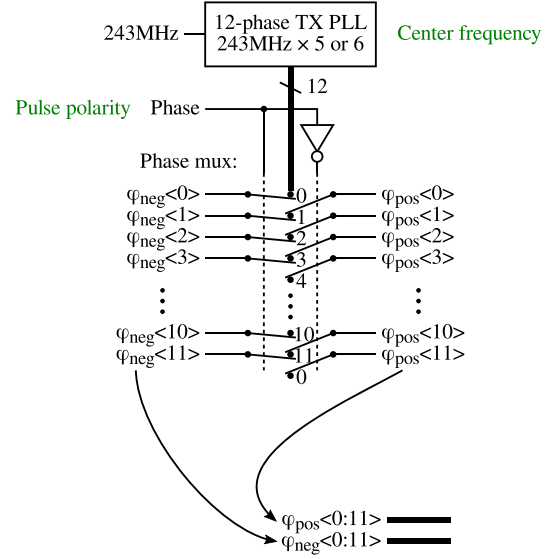 12-phase TX PLL
243MHz × 5 or 6
243MHz
Center frequency
12
Pulse polarity
Phase
Phase mux:
φneg<0> 0 φpos<0>
φneg<1> 1 φpos<1>
φneg<2> 2 φpos<2>
φneg<3> 3 φpos<3>
4
φneg<10> 10 φpos<10>
φneg<11> 11 φpos<11>
0
φpos<0:11>
φneg<0:11>